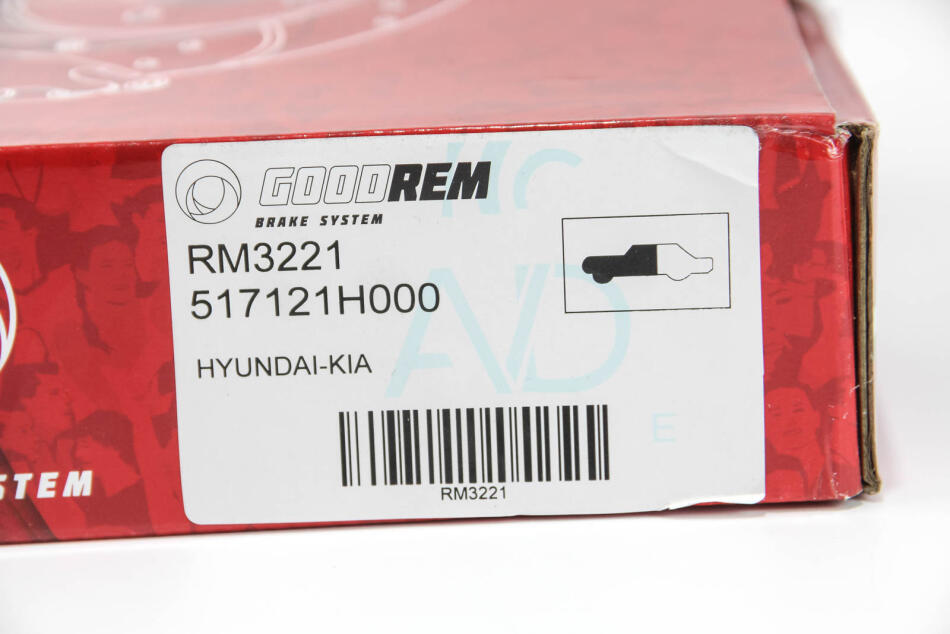 GOODREM
BRAKE SYSTEM
RM3221
517121H000
HYUNDAI-KIA
RM3221
STEM